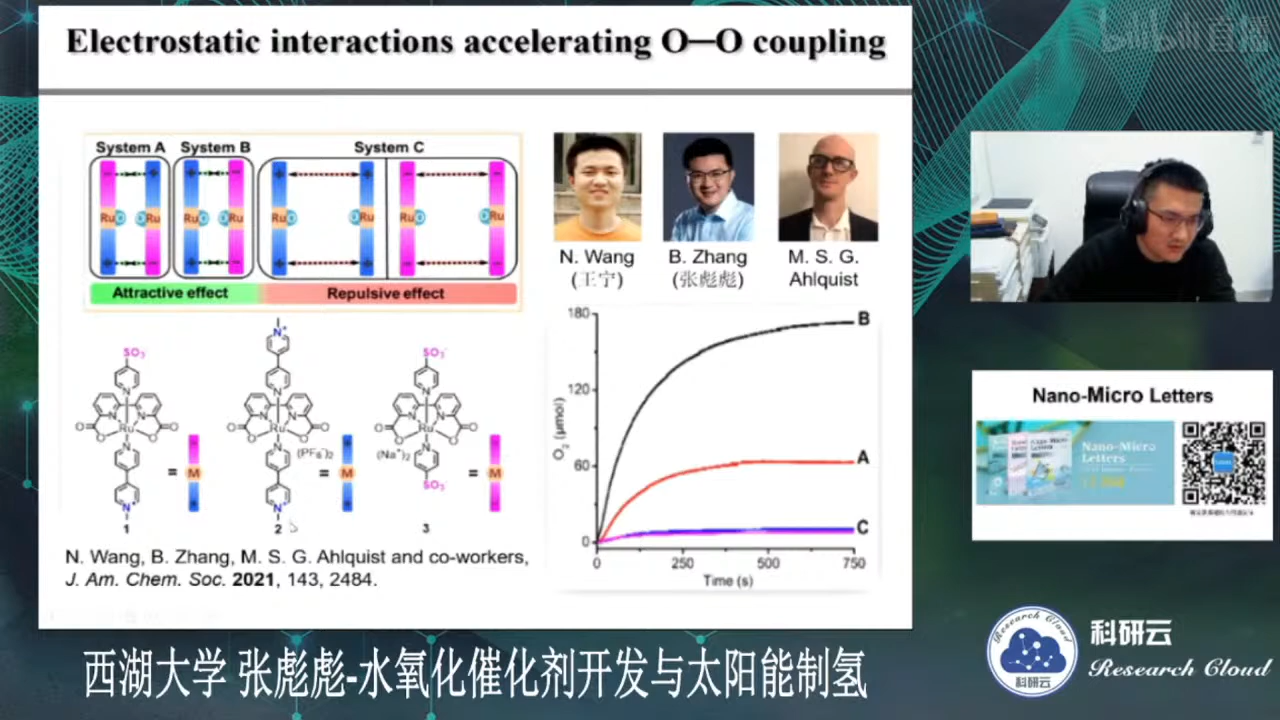 Electrostatic interactions accelerating O—O coupling
System A
System B
System C
Ru O O Ru
Ru O O Ru
Ru O O Ru
Ru O O Ru
Attractive effect
Repulsive effect
N. Wang
(王宁)
B. Zhang
(张彪彪)
M. S. G.
Ahlquist
SO3-
N
N N
O O Ru O O
N
N+
= M
1
N+
N
N N
O O Ru O O
N
N+
(PF6-)2
= M
2
SO3-
N
N N
O O Ru O O
N
(Na+)2
SO3-
= M
3
180
120
60
0
O2 (μmol)
B
A
C
0 250 500 750
Time (s)
N. Wang, B. Zhang, M. S. G. Ahlquist and co-workers,
J. Am. Chem. Soc. 2021, 143, 2484.
bilibili直播
Nano-Micro Letters
Nano-Micro
Letters
科研云
Research Cloud
Research Cloud
科研云
西湖大学 张彪彪-水氧化催化剂开发与太阳能制氢